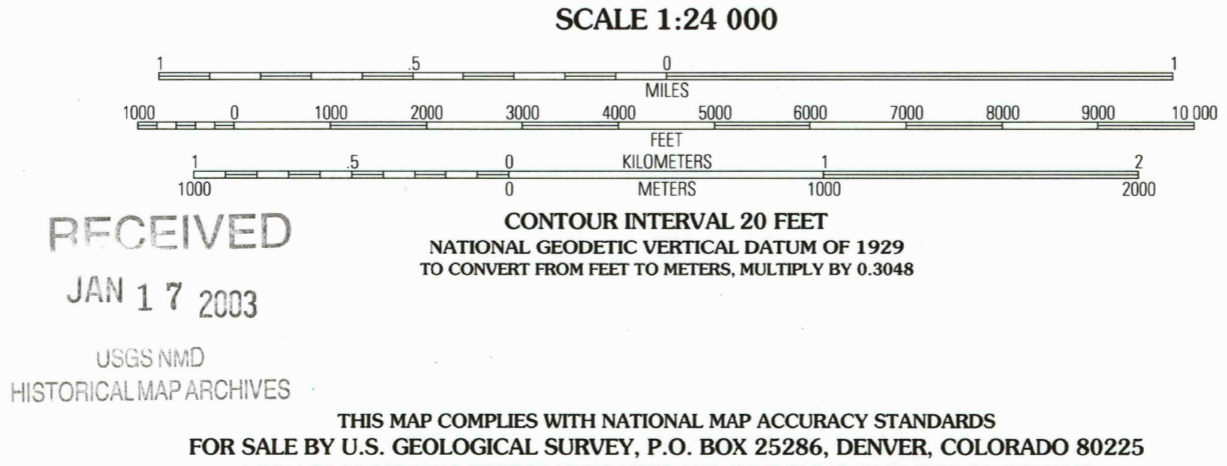 SCALE 1:24 000
1 .5 0 1
MILES
1000 0 1000 2000 3000 4000 5000 6000 7000 8000 9000 10 000
FEET
1 .5 0 KILOMETERS 1 2
1000 0 METERS 1000 2000
CONTOUR INTERVAL 20 FEET
NATIONAL GEODETIC VERTICAL DATUM OF 1929
TO CONVERT FROM FEET TO METERS, MULTIPLY BY 0.3048
RECEIVED
JAN 17 2003
USGS NMD
HISTORICAL MAP ARCHIVES
THIS MAP COMPLIES WITH NATIONAL MAP ACCURACY STANDARDS
FOR SALE BY U.S. GEOLOGICAL SURVEY, P.O. BOX 25286, DENVER, COLORADO 80225